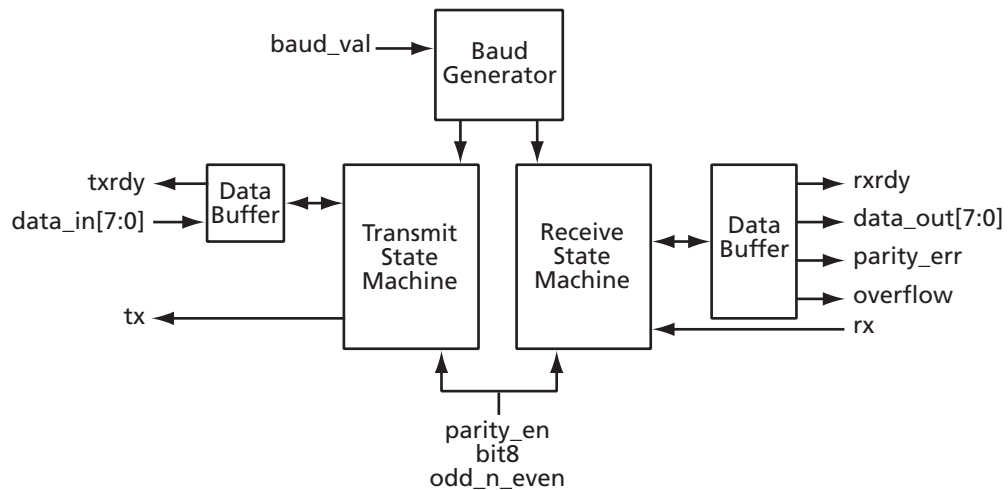 baud_val
Baud
Generator
txrdy
data_in[7:0]
Data
Buffer
tx
Transmit
State
Machine
Receive
State
Machine
Data
Buffer
rxrdy
data_out[7:0]
parity_err
overflow
rx
parity_en
bit8
odd_n_even